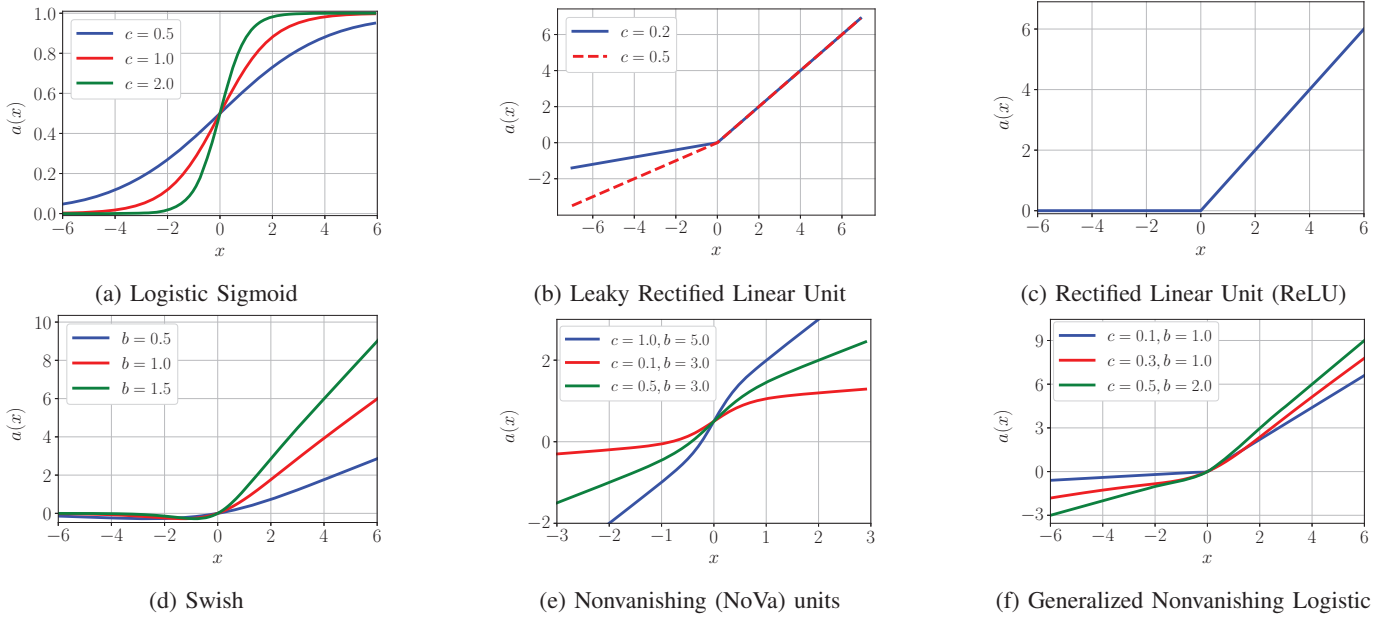 1.0
0.8
0.6
0.4
0.2
0.0
a(x)
c = 0.5
c = 1.0
c = 2.0
−6 −4 −2 0 2 4 6
x
(a) Logistic Sigmoid
6
4
2
0
−2
a(x)
c = 0.2
c = 0.5
−6 −4 −2 0 2 4 6
x
(b) Leaky Rectified Linear Unit
6
4
2
0
a(x)
−6 −4 −2 0 2 4 6
x
(c) Rectified Linear Unit (ReLU)
10
8
6
4
2
0
a(x)
b = 0.5
b = 1.0
b = 1.5
−6 −4 −2 0 2 4 6
x
(d) Swish
2
0
−2
a(x)
c = 1.0, b = 5.0
c = 0.1, b = 3.0
c = 0.5, b = 3.0
−3 −2 −1 0 1 2 3
x
(e) Nonvanishing (NoVa) units
9
6
3
0
−3
a(x)
c = 0.1, b = 1.0
c = 0.3, b = 1.0
c = 0.5, b = 2.0
−6 −4 −2 0 2 4 6
x
(f) Generalized Nonvanishing Logistic